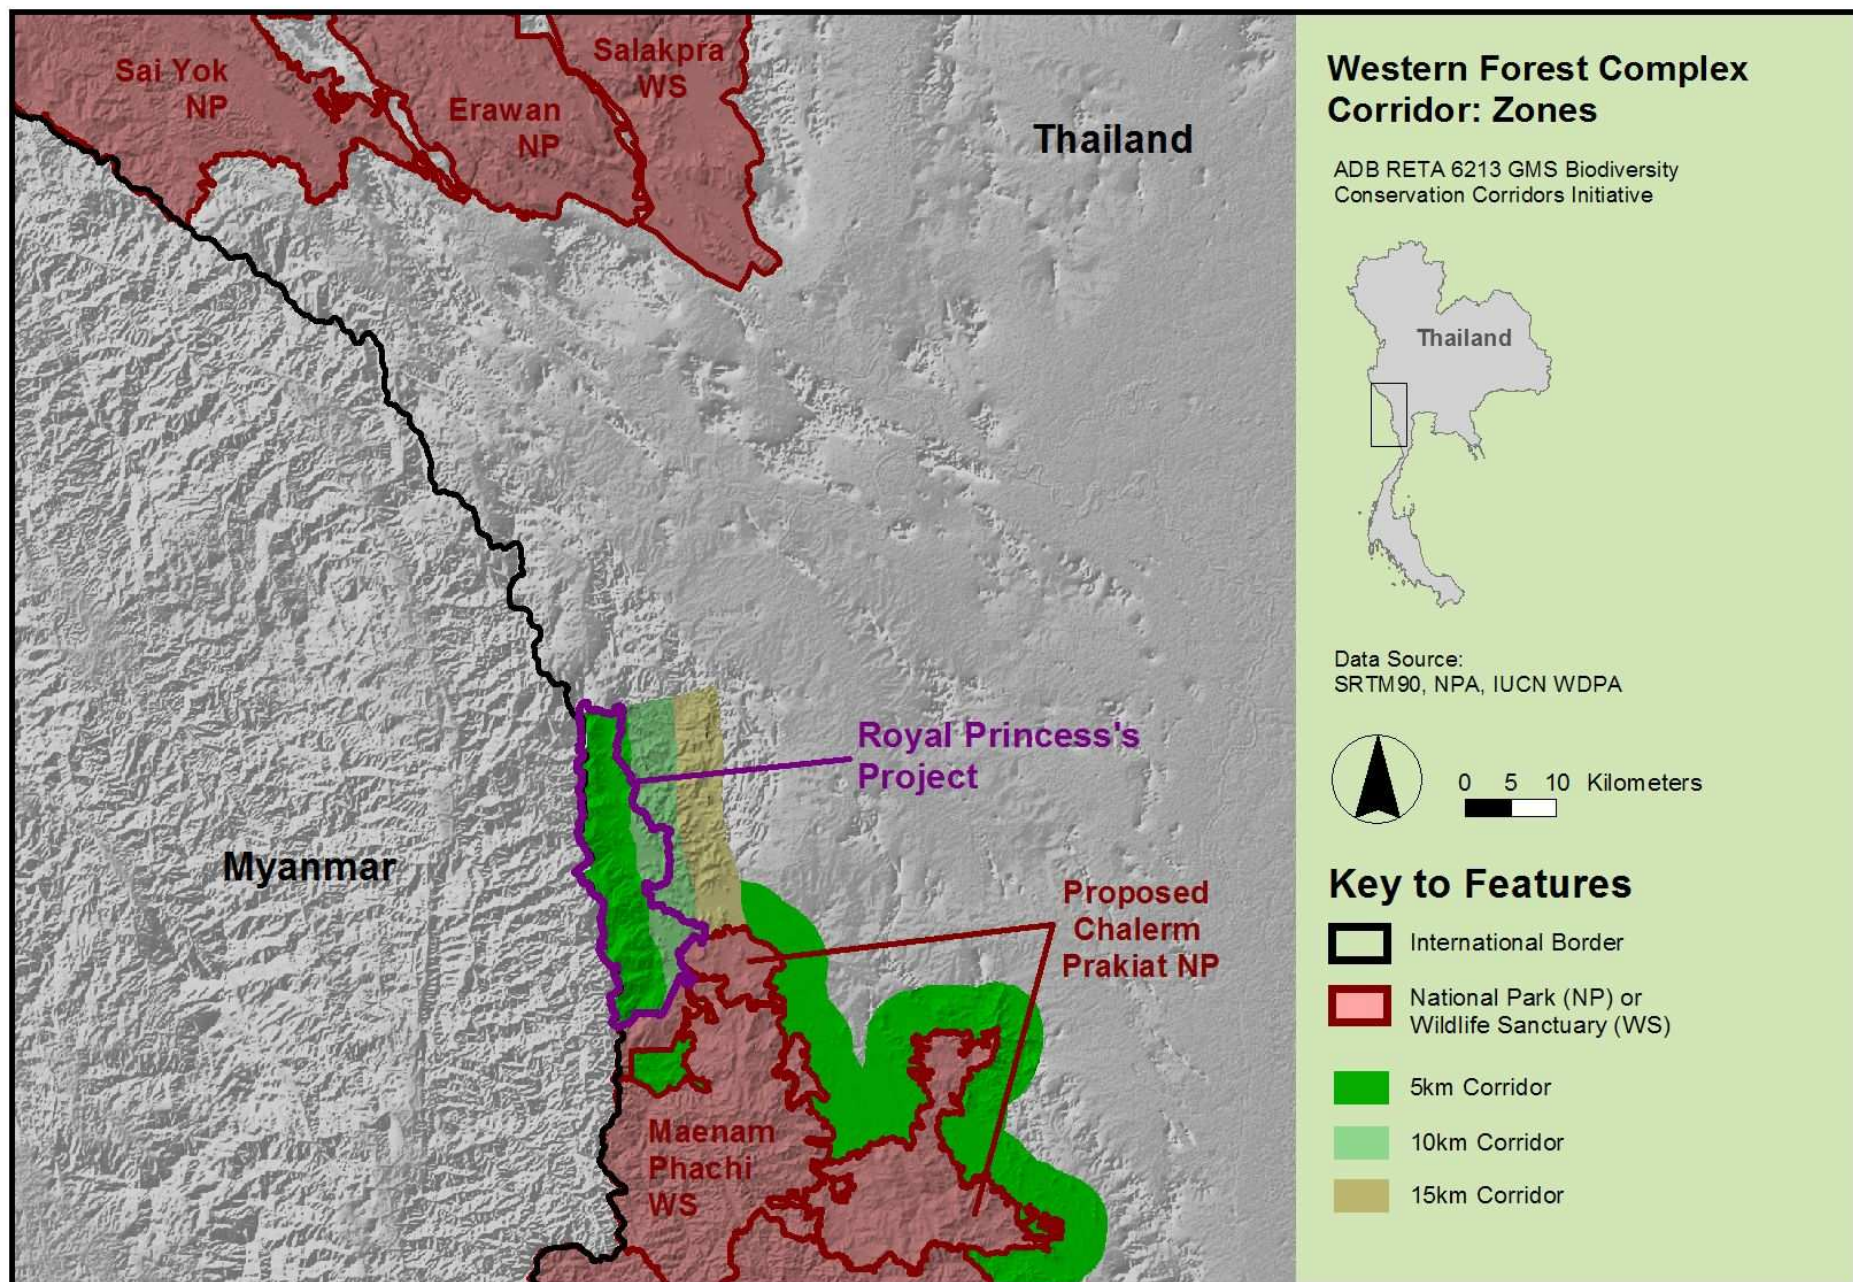 Sai Yok
NP
Erawan
NP
Salakpra
WS
Thailand
Royal Princess's
Project
Myanmar
Proposed
Chalerm
Prakiat NP
Maenam
Phachi
WS
Western Forest Complex
Corridor: Zones
ADB RETA 6213 GMS Biodiversity
Conservation Corridors Initiative
Thailand
Data Source:
SRTM90, NPA, IUCN WDPA
0 5 10 Kilometers
Key to Features
International Border
National Park (NP) or
Wildlife Sanctuary (WS)
5km Corridor
10km Corridor
15km Corridor